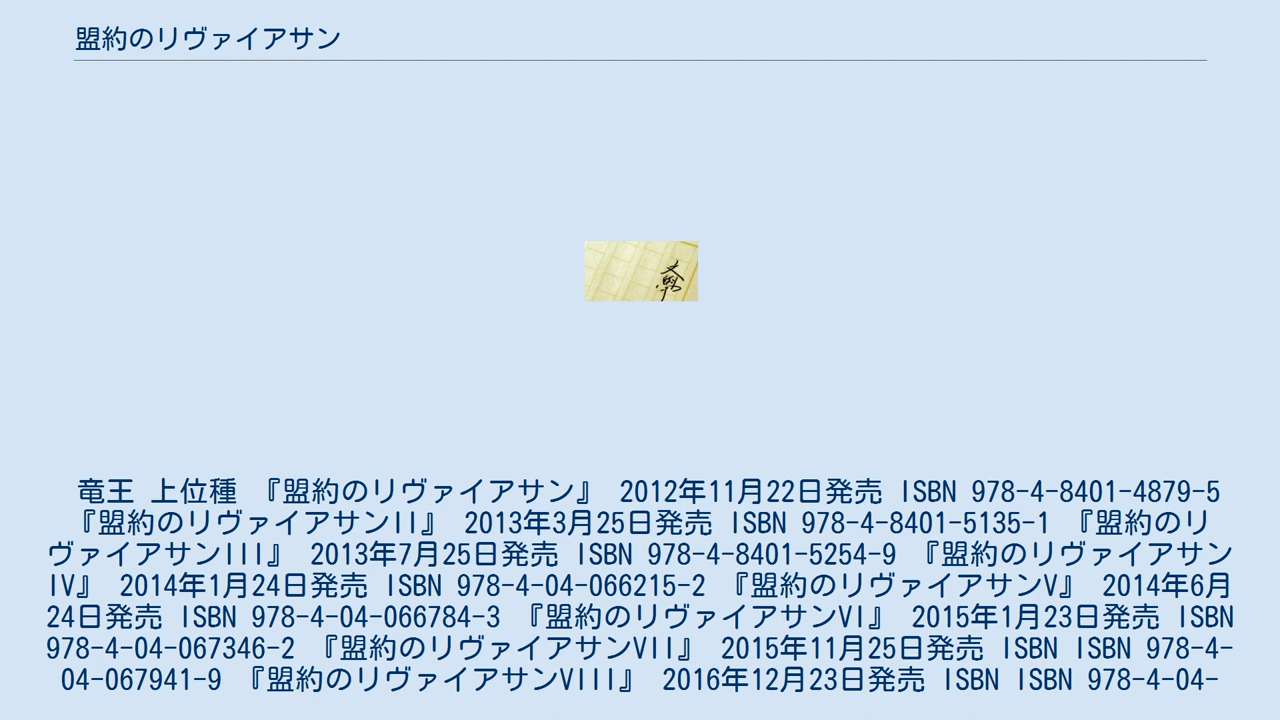 盟約のリヴァイアサン
竜王 上位種 『盟約のリヴァイアサン』 2012年11月22日発売 ISBN 978-4-8401-4879-5
『盟約のリヴァイアサンII』 2013年3月25日発売 ISBN 978-4-8401-5135-1 『盟約のリ
ヴァイアサンIII』 2013年7月25日発売 ISBN 978-4-8401-5254-9 『盟約のリヴァイアサン
IV』 2014年1月24日発売 ISBN 978-4-04-066215-2 『盟約のリヴァイアサンV』 2014年6月
24日発売 ISBN 978-4-04-066784-3 『盟約のリヴァイアサンVI』 2015年1月23日発売 ISBN
978-4-04-067346-2 『盟約のリヴァイアサンVII』 2015年11月25日発売 ISBN ISBN 978-4-
04-067941-9 『盟約のリヴァイアサンVIII』 2016年12月23日発売 ISBN ISBN 978-4-04-